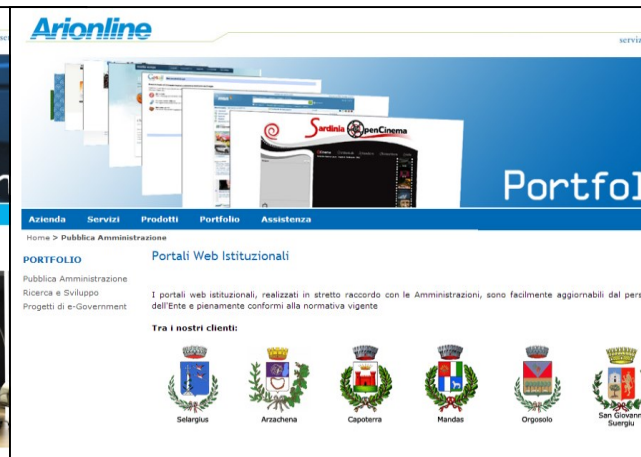 Arionline
Sardinia OpenCinema
Portfol
Azienda Servizi Prodotti Portfolio Assistenza
Home > Pubblica Amministrazione
PORTFOLIO
Pubblica Amministrazione
Ricerca e Sviluppo
Progetti di e-Government
Portali Web Istituzionali
I portali web istituzionali, realizzati in stretto raccordo con le Amministrazioni, sono facilmente aggiornabili dal pers
dell'Ente e pienamente conformi alla normativa vigente
Tra i nostri clienti:
Selargius Arzachena Capoterra Mandas Orgosolo San Giovann
Suergiu